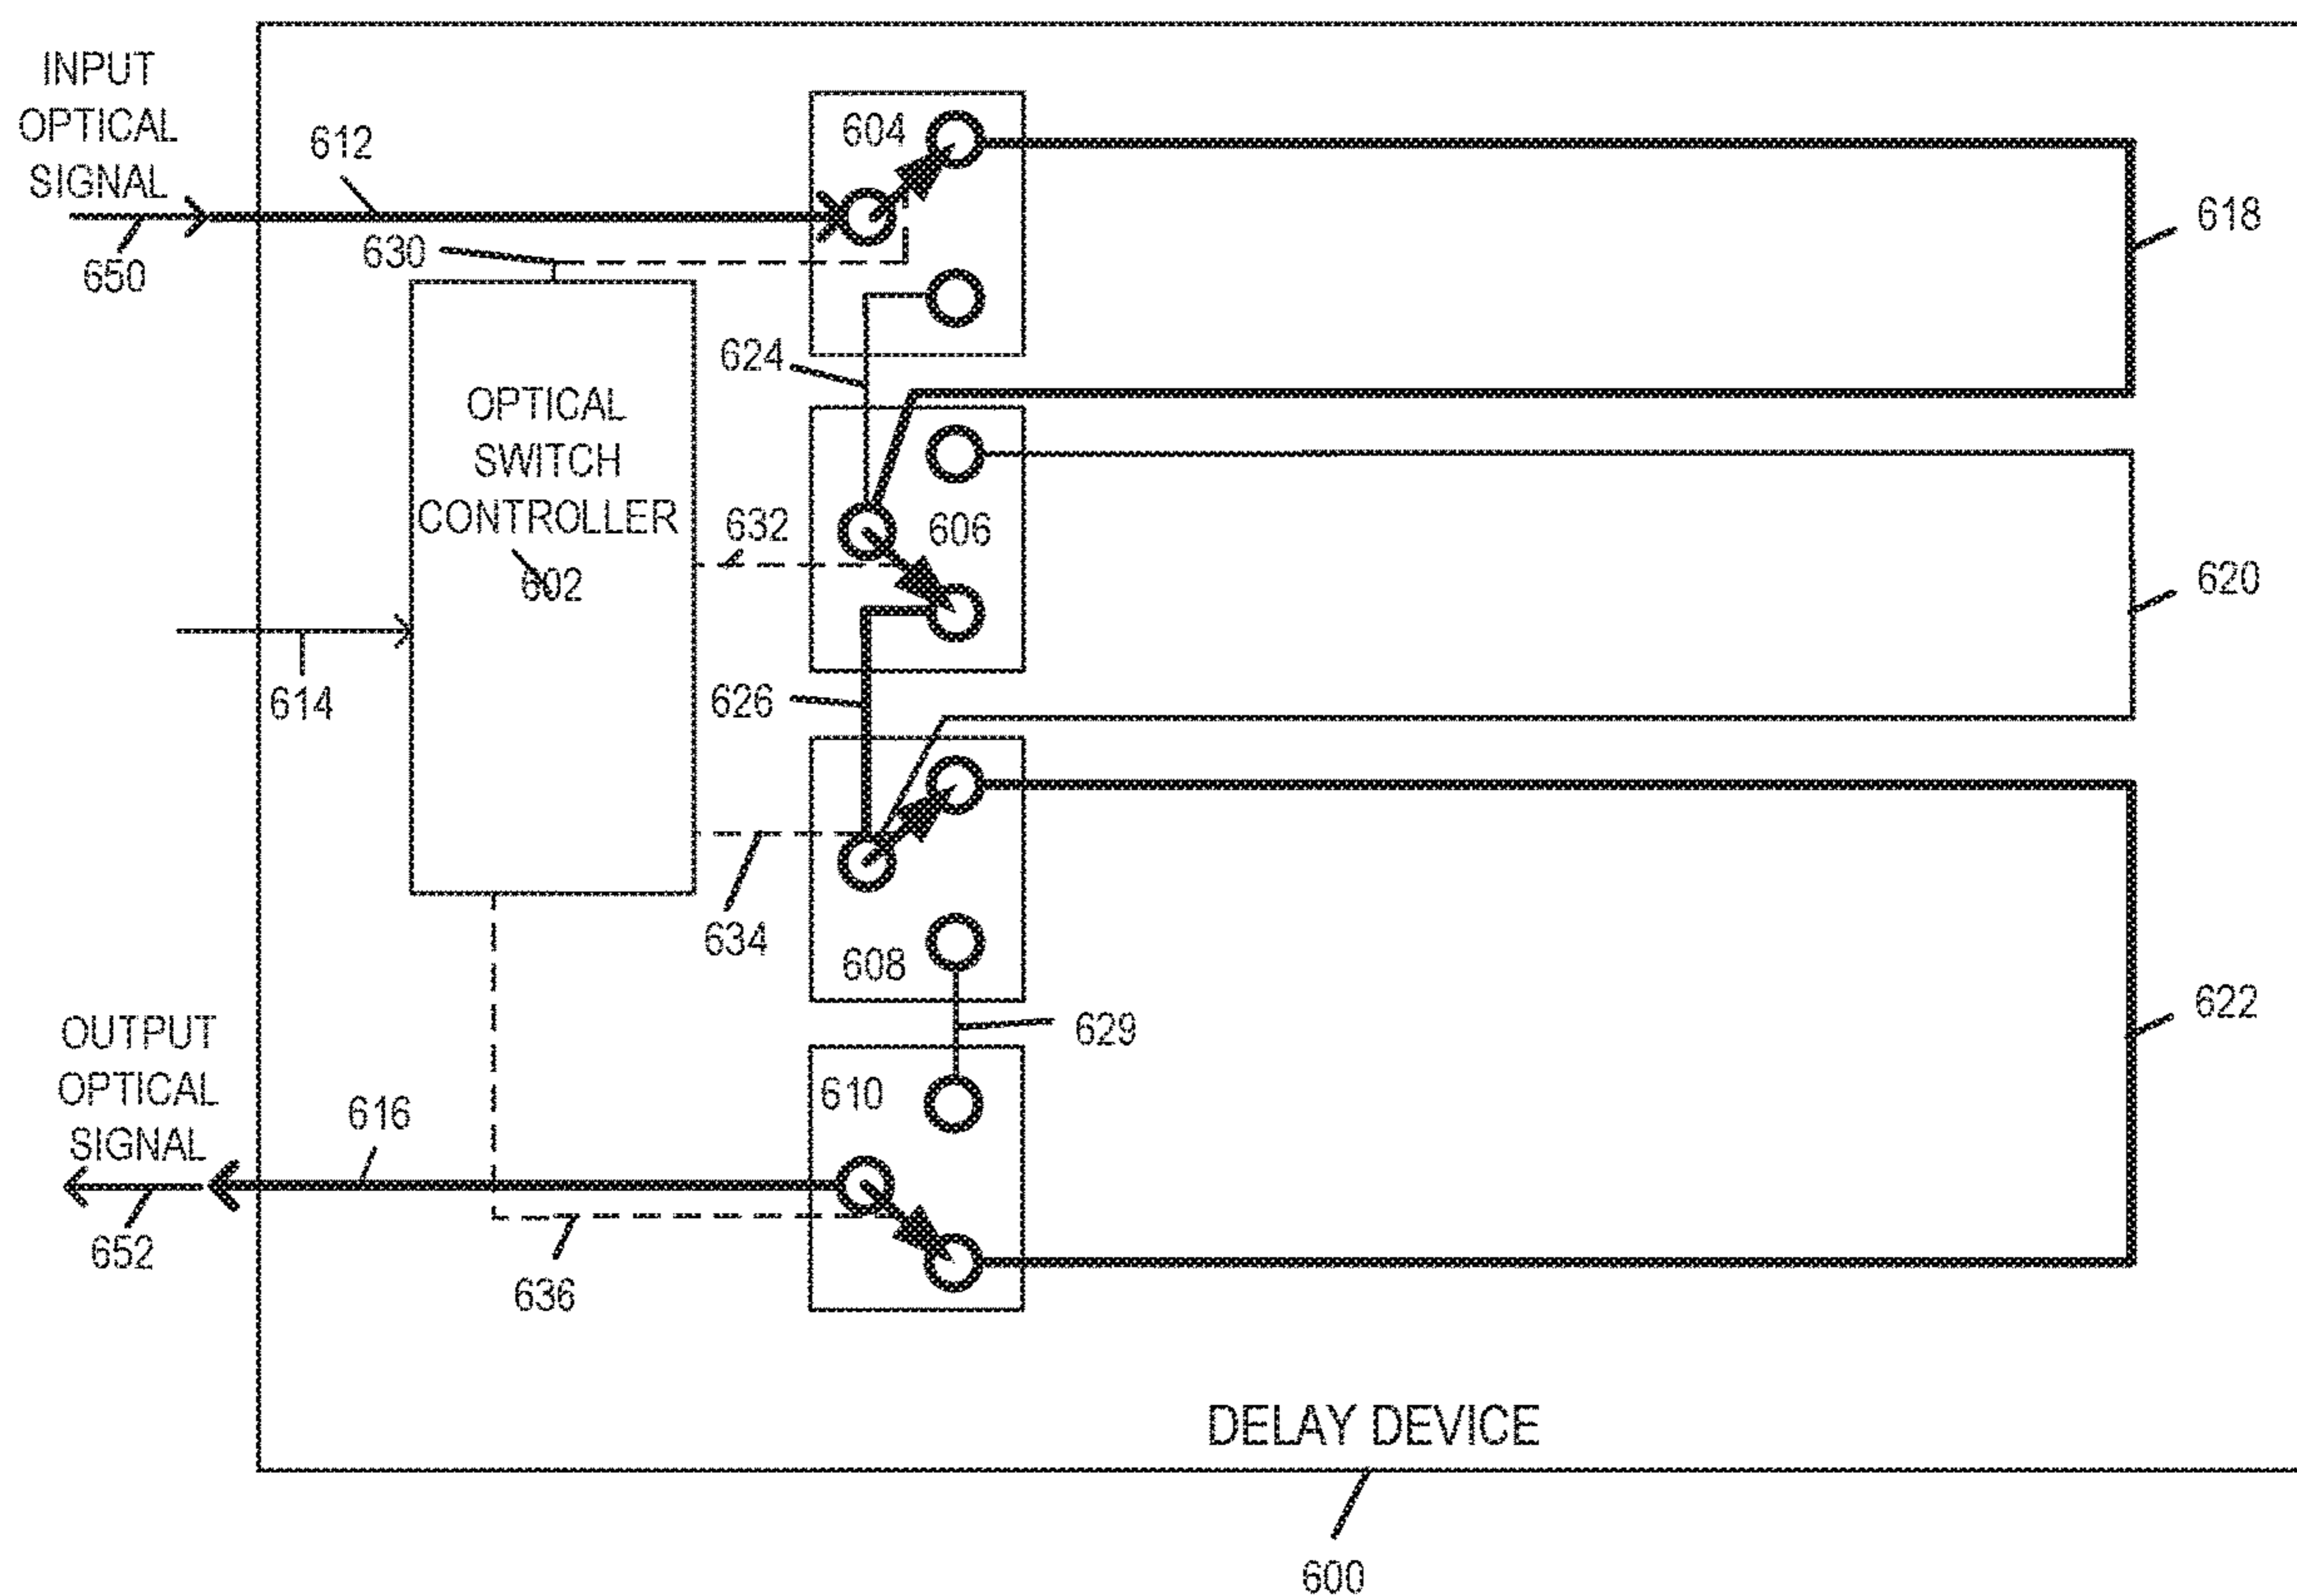 INPUT
OPTICAL
SIGNAL
650
612
630
604
618
624
OPTICAL
SWITCH
CONTROLLER
602
632
606
620
614
626
634
608
629
622
OUTPUT
OPTICAL
SIGNAL
652
616
610
636
DELAY DEVICE
600